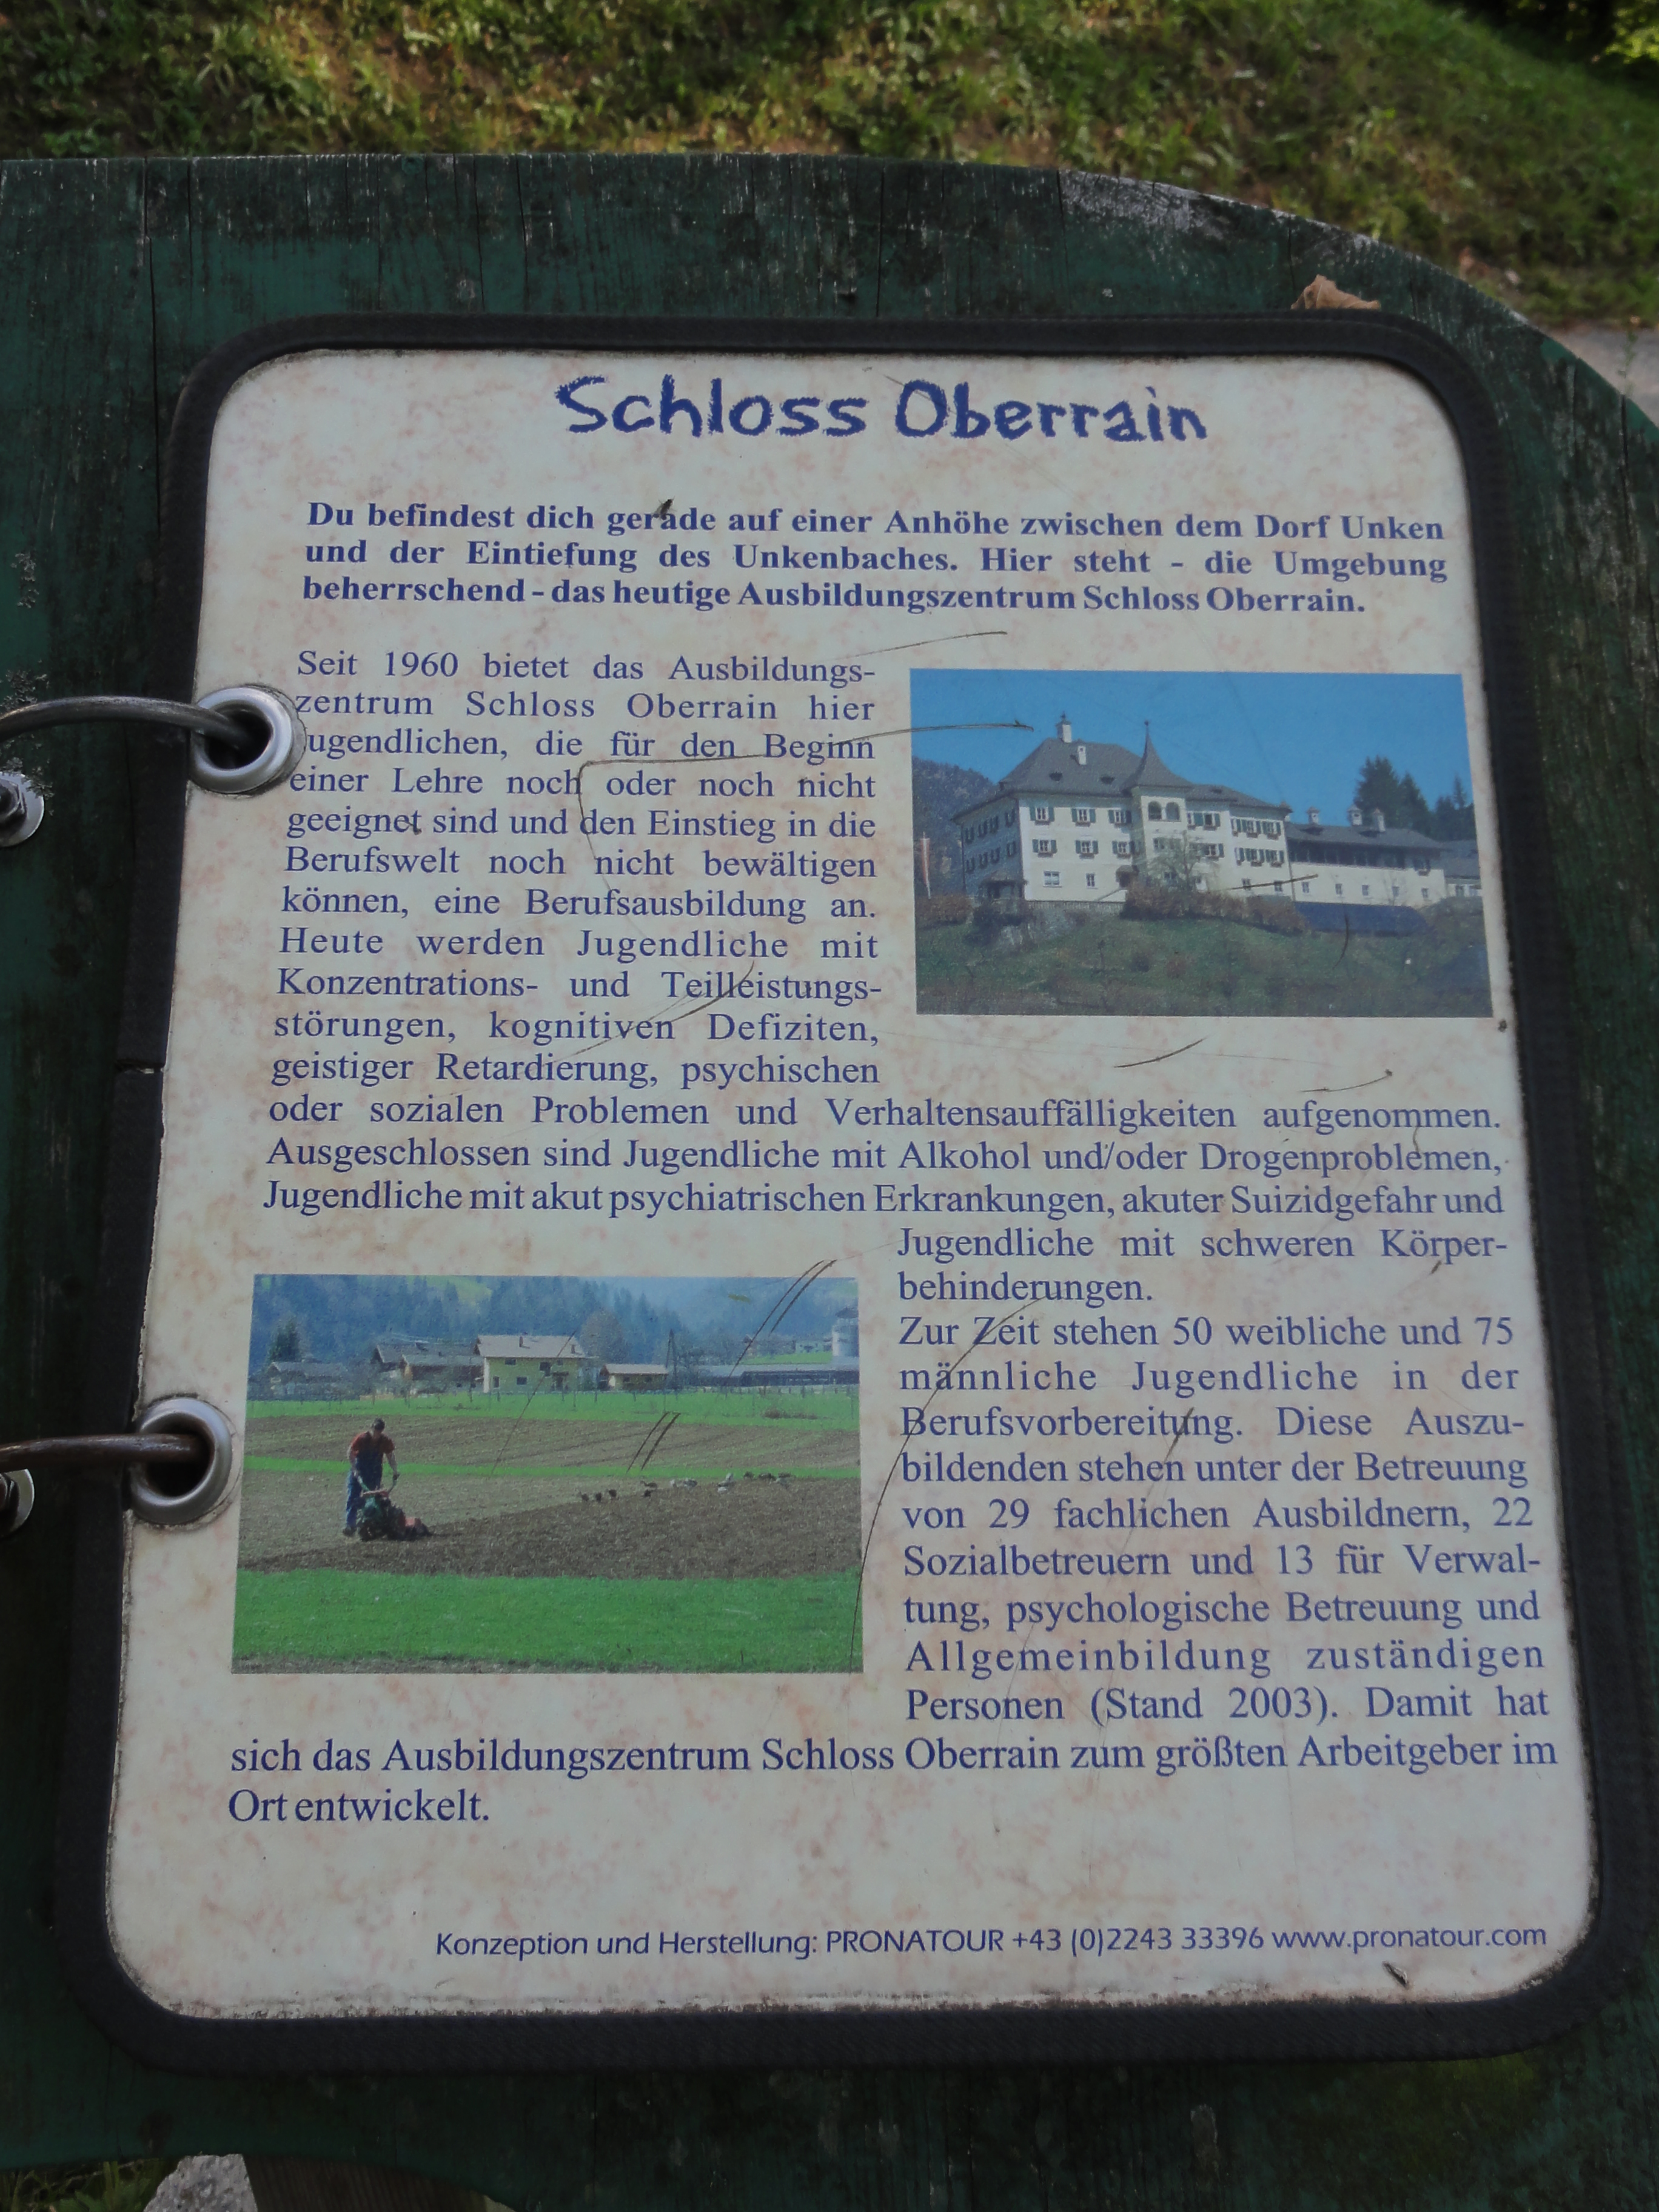 Schloss Oberrain
Du befindest dich gerade auf einer Anhöhe zwischen dem Dorf Unken
und der Eintiefung des Unkenbaches. Hier steht - die Umgebung
beherrschend - das heutige Ausbildungszentrum Schloss Oberrain.
Seit 1960 bietet das Ausbildungs-
zentrum Schloss Oberrain hier
ugendlichen, die für den Beginn
einer Lehre noch oder noch nicht
geeignet sind und den Einstieg in die
Berufswelt noch nicht bewältigen
können, eine Berufsausbildung an.
Heute werden Jugendliche mit
Konzentrations- und Teilleistungs-
störungen, kognitiven Defiziten,
geistiger Retardierung, psychischen
oder sozialen Problemen und Verhaltensauffälligkeiten aufgenommen.
Ausgeschlossen sind Jugendliche mit Alkohol und/oder Drogenproblemen,
Jugendliche mit akut psychiatrischen Erkrankungen, akuter Suizidgefahr und
Jugendliche mit schweren Körper-
behinderungen.
Zur Zeit stehen 50 weibliche und 75
männliche Jugendliche in der
Berufsvorbereitung. Diese Auszu-
bildenden stehen unter der Betreuung
von 29 fachlichen Ausbildnern, 22
Sozialbetreuern und 13 für Verwal-
tung, psychologische Betreuung und
Allgemeinbildung zuständigen
Personen (Stand 2003). Damit hat
sich das Ausbildungszentrum Schloss Oberrain zum größten Arbeitgeber im
Ort entwickelt.
Konzeption und Herstellung: PRONATOUR +43 (0)2243 33396 www.pronatour.com